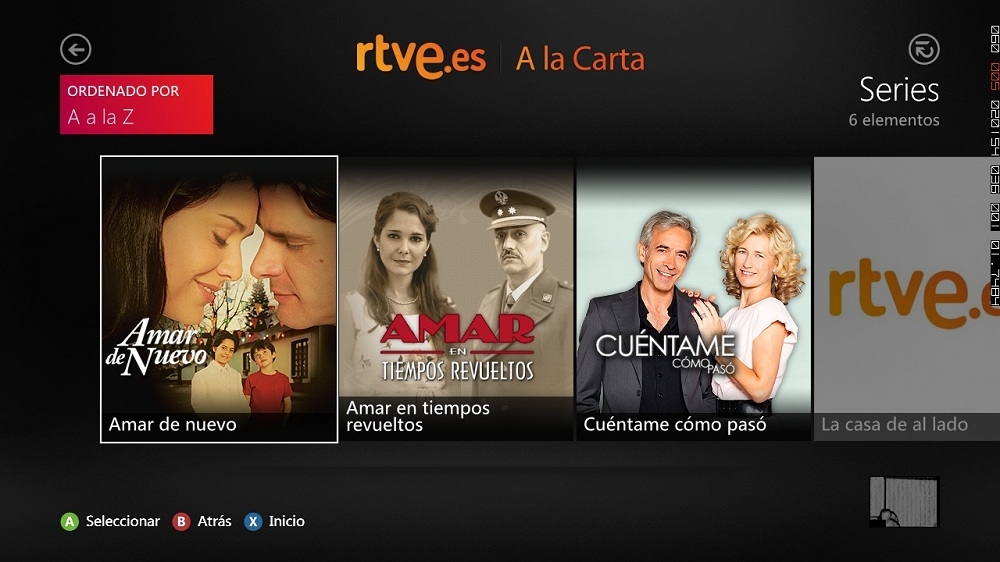 rtve.es | A la Carta
ORDENADO POR
A a la Z
Series
6 elementos
Amar
de Nuevo
Amar de nuevo
AMAR
EN
TIEMPOS REVUELTOS
Amar en tiempos
revueltos
CUÉNTAME
CÓMO PASÓ
Cuéntame cómo pasó
rtve.e
La casa de al lado
A Seleccionar B Atrás X Inicio